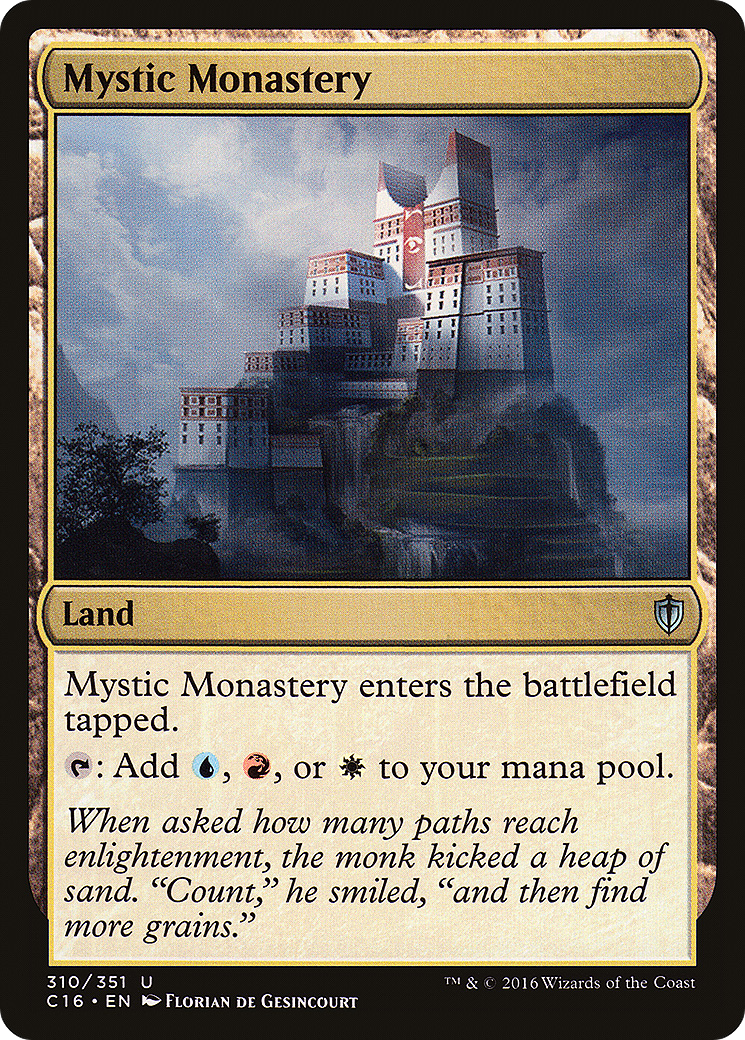 Mystic Monastery
Land
Mystic Monastery enters the battlefield
tapped.
: Add , , or to your mana pool.
When asked how many paths reach
enlightenment, the monk kicked a heap of
sand. “Count,” he smiled, “and then find
more grains.”
310/351 U
C16 • EN Florian de Gesincourt
™ & © 2016 Wizards of the Coast